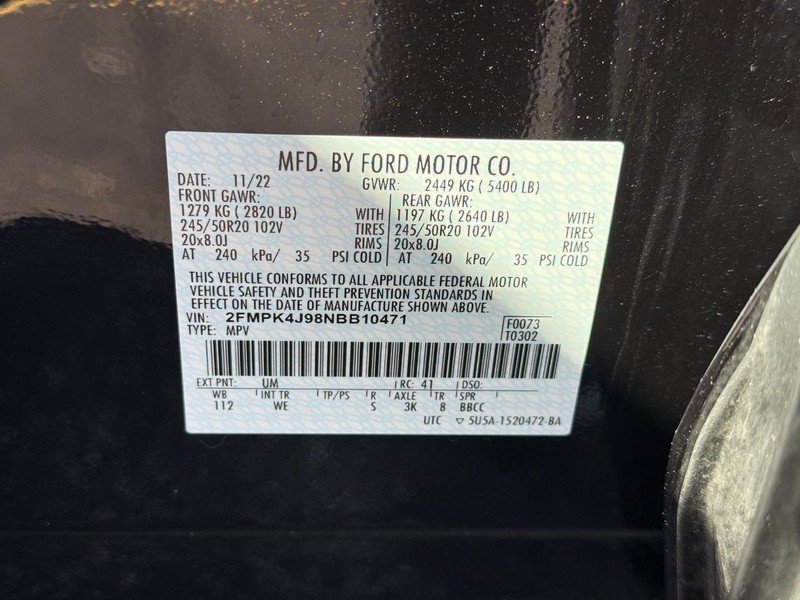 MFD. BY FORD MOTOR CO.
DATE: 11/22 GVWR: 2449 KG ( 5400 LB)
FRONT GAWR: REAR GAWR:
1279 KG ( 2820 LB) WITH 1197 KG ( 2640 LB) WITH
245/50R20 102V TIRES 245/50R20 102V TIRES
20x8.0J RIMS 20x8.0J RIMS
AT 240 kPa/ 35 PSI COLD AT 240 kPa/ 35 PSI COLD
THIS VEHICLE CONFORMS TO ALL APPLICABLE FEDERAL MOTOR
VEHICLE SAFETY AND THEFT PREVENTION STANDARDS IN
EFFECT ON THE DATE OF MANUFACTURE SHOWN ABOVE.
VIN: 2FMPK4J98NBB10471 F0073
TYPE: MPV T0302
EXT PNT: UM RC: 41 DSO:
WB INT TR TP/PS R AXLE TR SPR
112 WE S 3K 8 BBCC
UTC ▽ 5U5A-1520472-BA